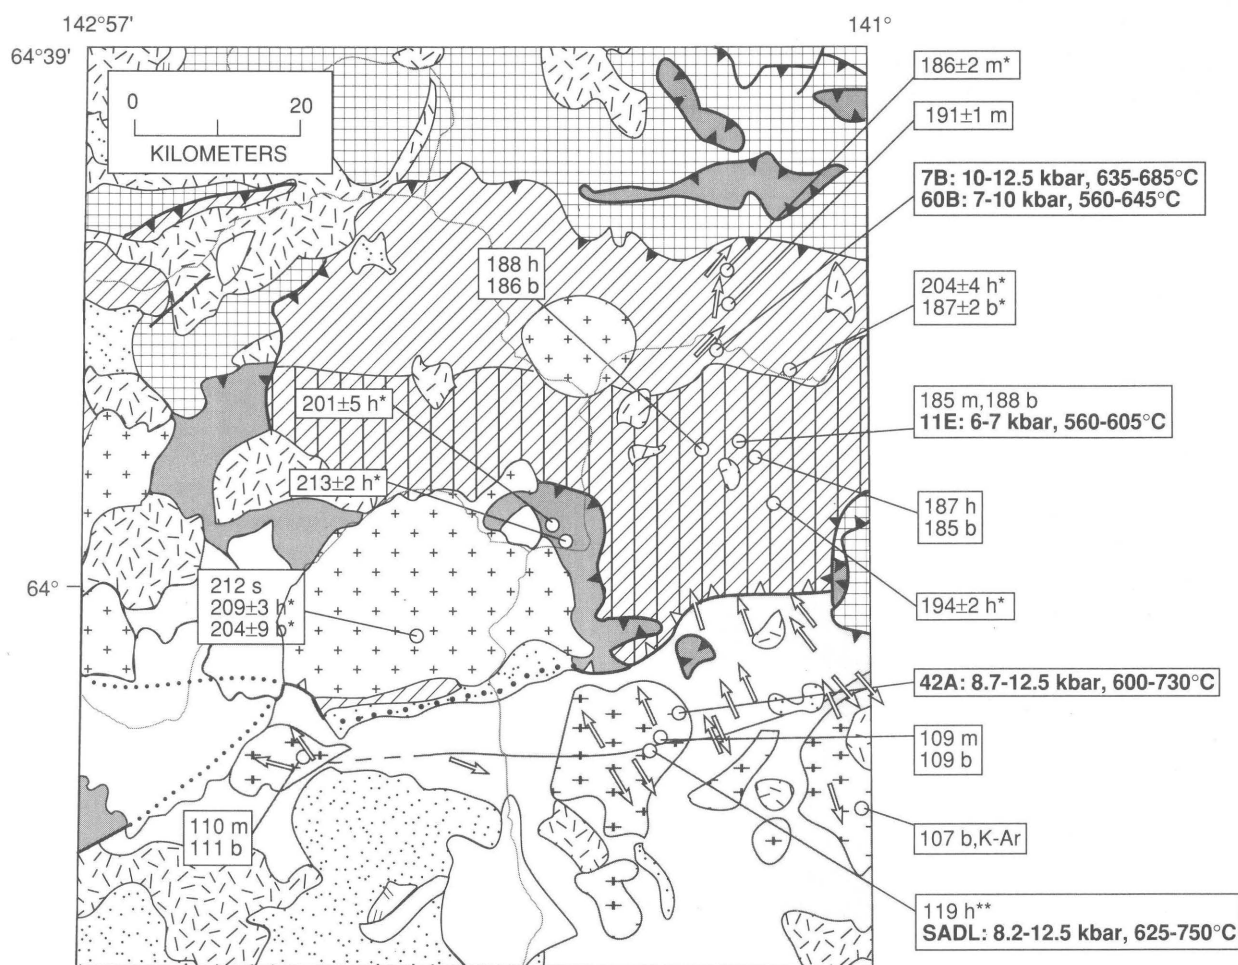 142°57'
141°
64°39'
0 20
KILOMETERS
186±2 m*
191±1 m
7B: 10-12.5 kbar, 635-685°C
60B: 7-10 kbar, 560-645°C
188 h
186 b
204±4 h*
187±2 b*
201±5 h*
185 m,188 b
11E: 6-7 kbar, 560-605°C
213±2 h*
187 h
185 b
64°
212 s
209±3 h*
204±9 b*
194±2 h*
42A: 8.7-12.5 kbar, 600-730°C
109 m
109 b
110 m
111 b
107 b,K-Ar
119 h**
SADL: 8.2-12.5 kbar, 625-750°C